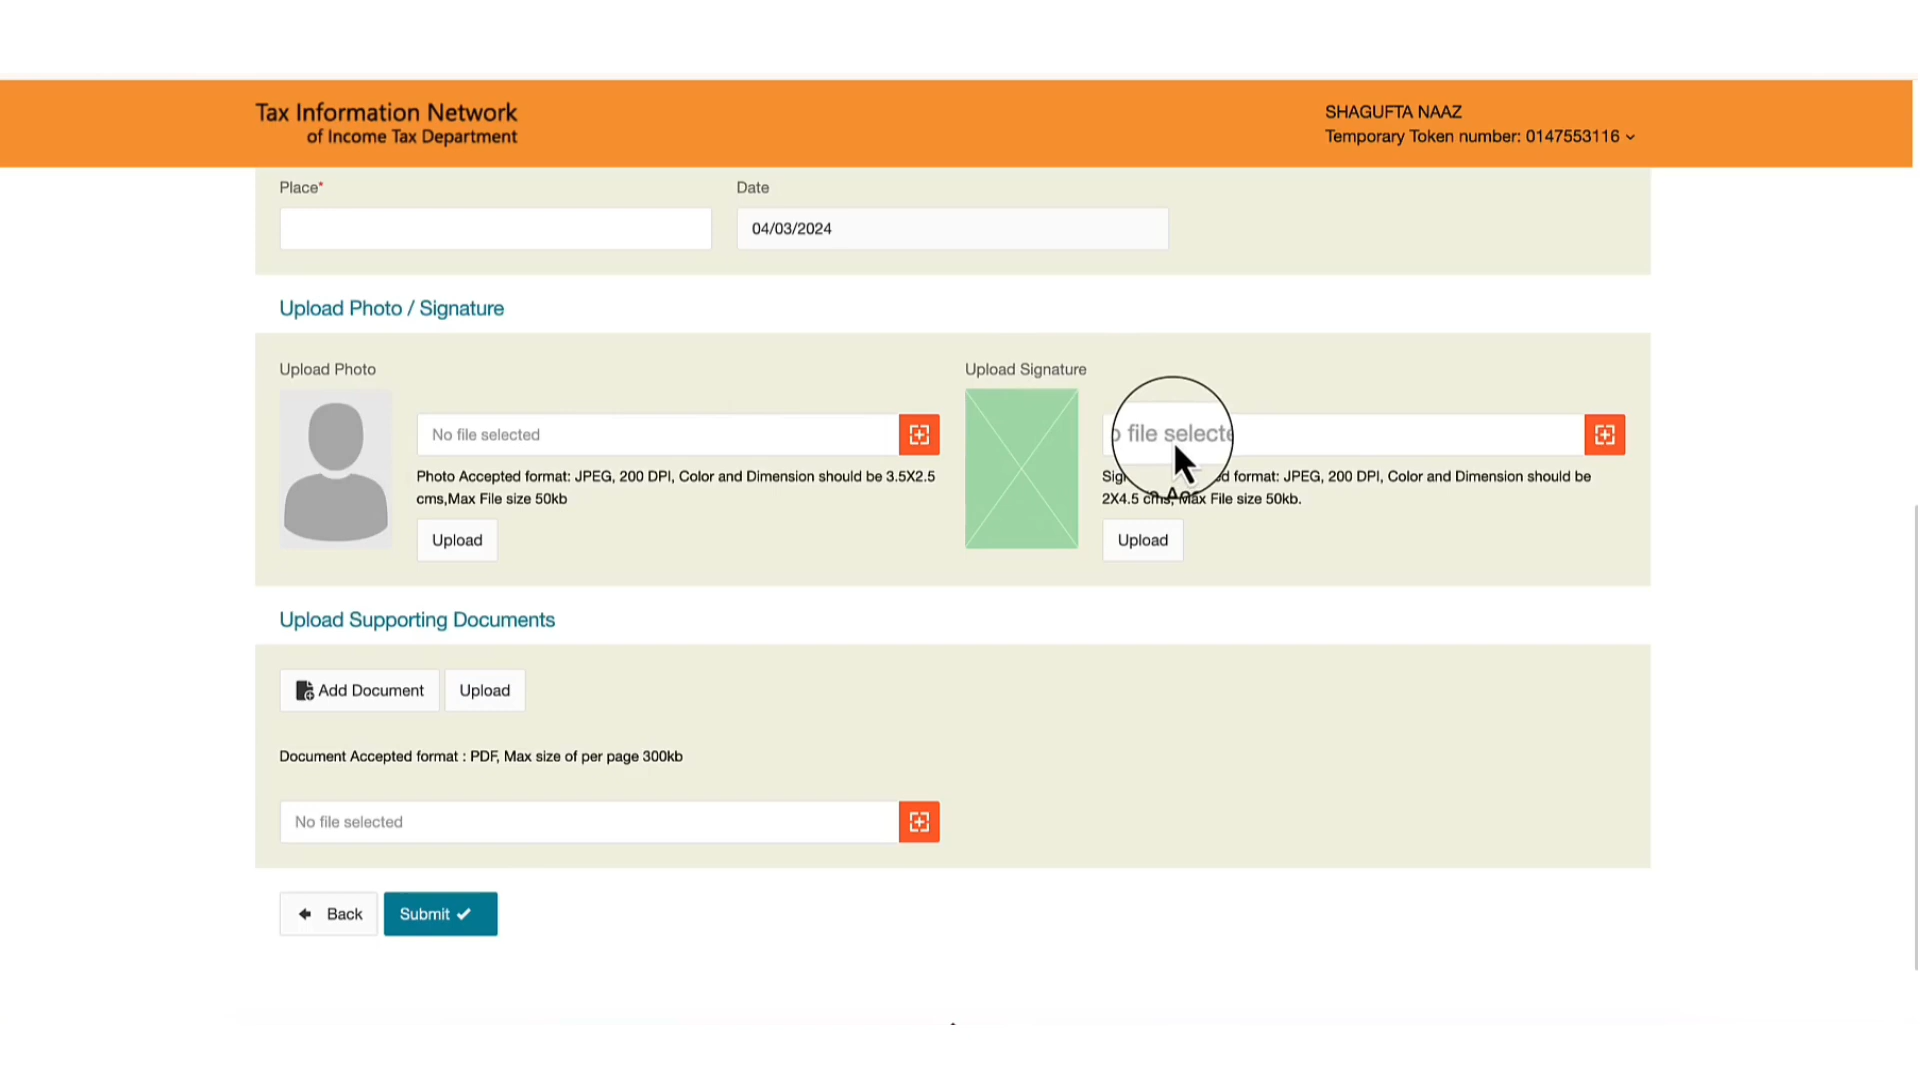 Tax Information Network
of Income Tax Department
SHAGUFTA NAAZ
Temporary Token number: 0147553116
Place*
Date
04/03/2024
Upload Photo / Signature
Upload Photo
Upload Signature
No file selected
file selecte
Photo Accepted format: JPEG, 200 DPI, Color and Dimension should be 3.5X2.5
cms,Max File size 50kb
format: JPEG, 200 DPI, Color and Dimension should be
2X4.5 cms, Max File size 50kb.
Upload
Upload
Upload Supporting Documents
Add Document
Upload
Document Accepted format : PDF, Max size of per page 300kb
No file selected
Back
Submit